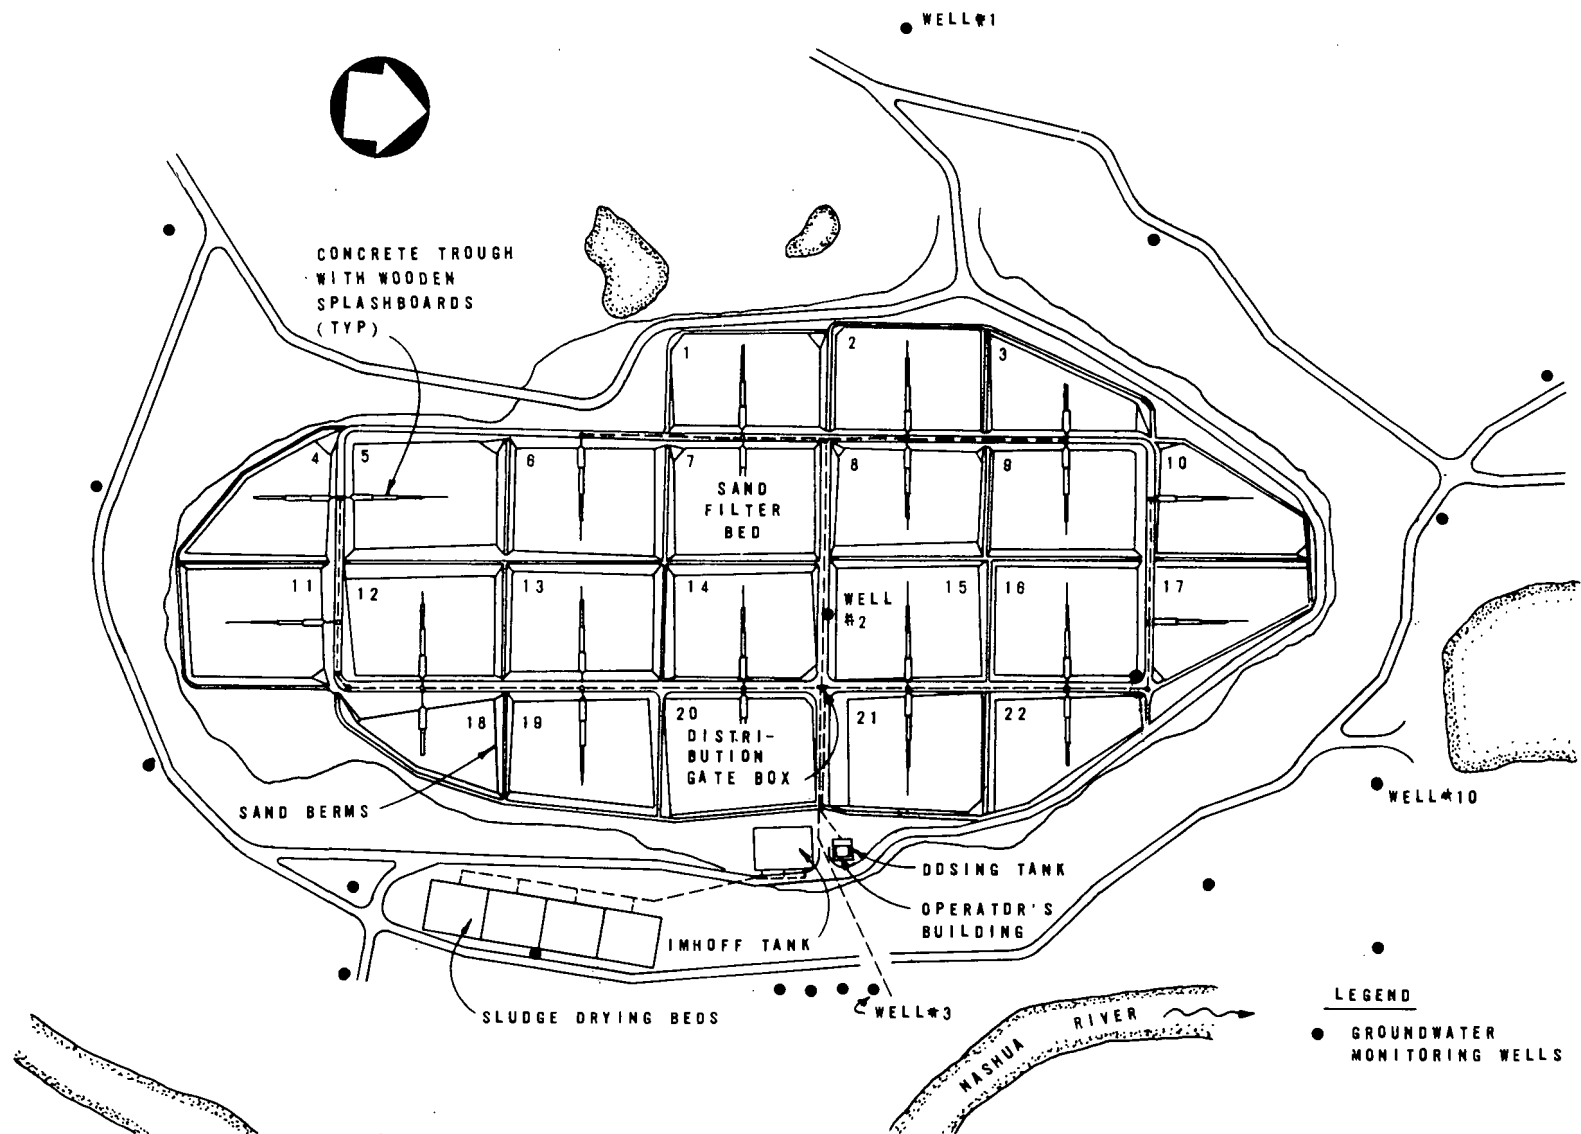 WELL#1
CONCRETE TROUGH
WITH WOODEN
SPLASHBOARDS
(TYP)
1
2
3
4
5
6
7
8
9
10
SAND
FILTER
BED
11
12
13
14
15
16
17
WELL
#2
18
19
20
21
22
DISTRI-
BUTION
GATE BOX
SAND BERMS
WELL#10
DOSING TANK
OPERATOR'S
BUILDING
IMHOFF TANK
SLUDGE DRYING BEDS
WELL#3
NASHUA RIVER
LEGEND
GROUNDWATER
MONITORING WELLS